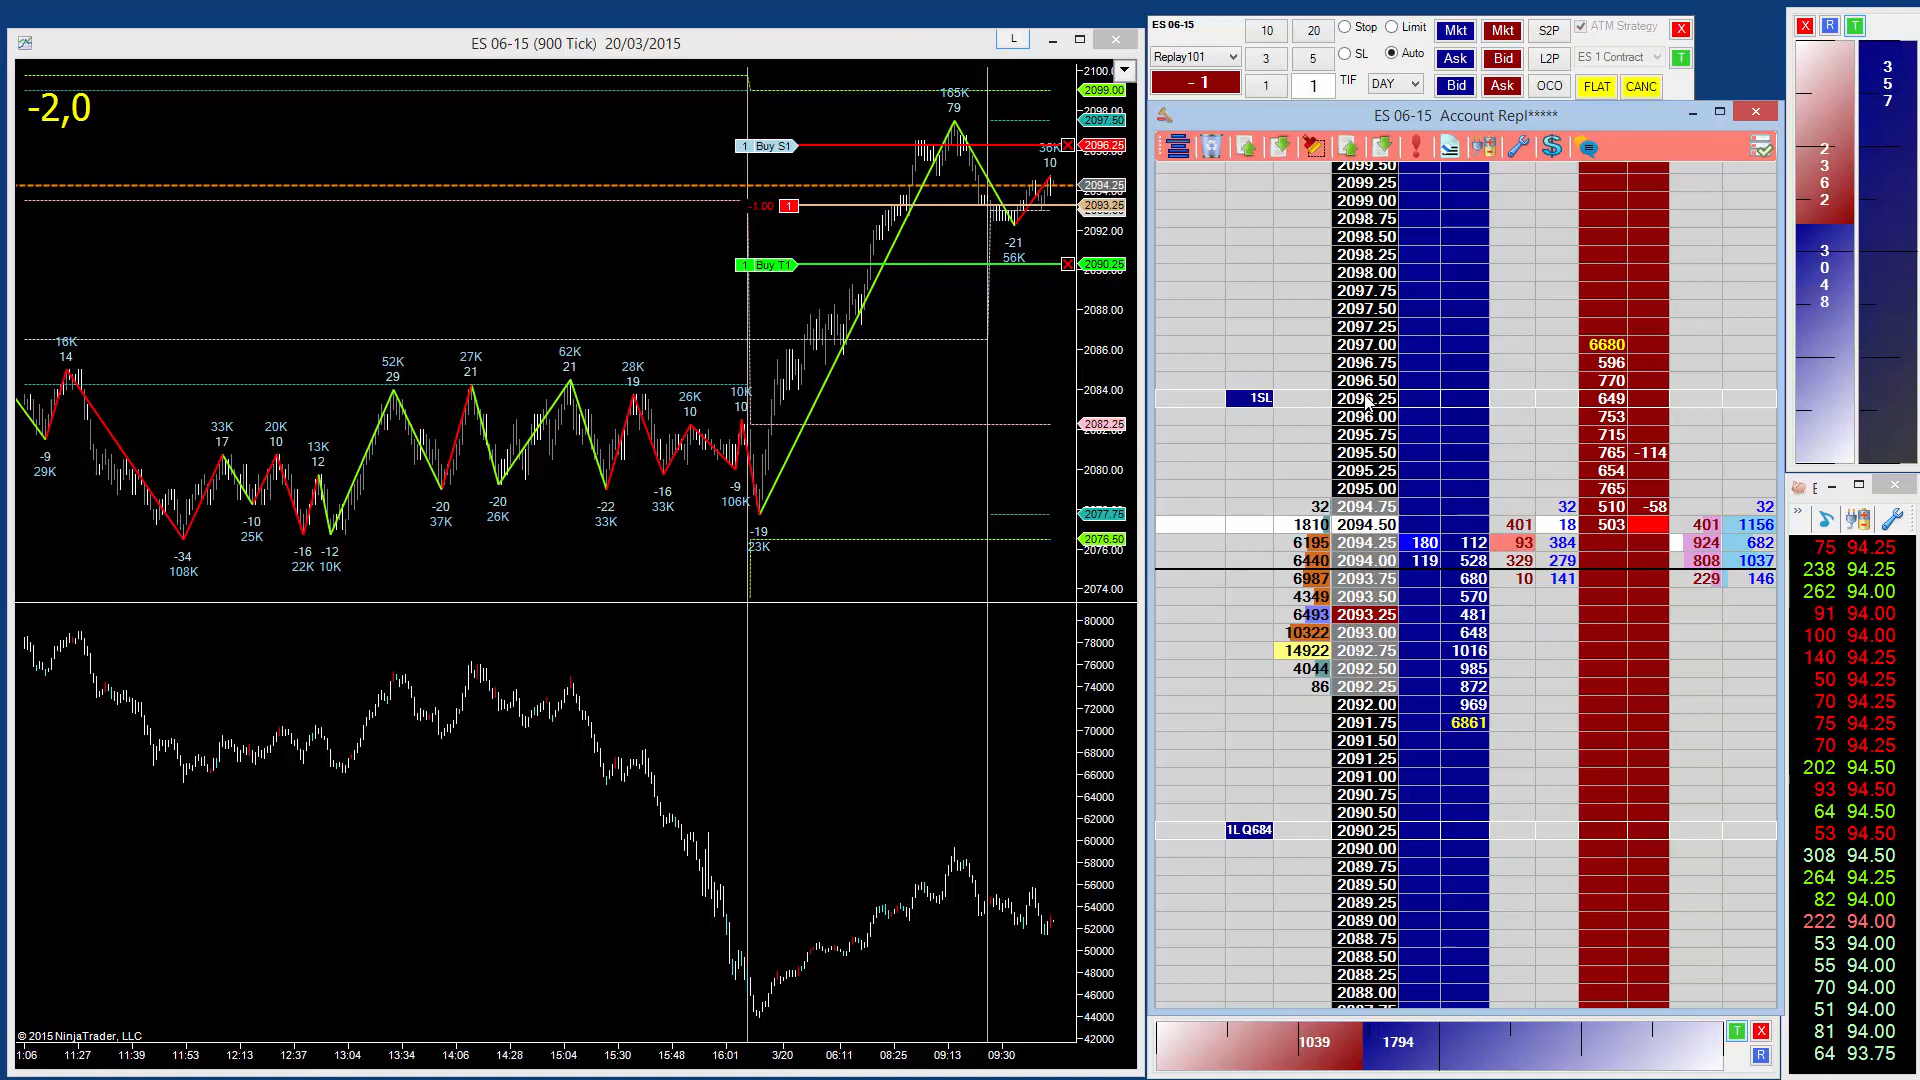 ES 06-15 (900 Tick)  20/03/2015
L
-2,0
165K
79
36K
10
1 Buy S1
-1.00 1
1 Buy T1
-21
56K
16K
14
-9
29K
-34
108K
33K
17
-10
25K
20K
10
-16
22K
13K
12
-12
10K
52K
29
-20
37K
27K
21
-20
26K
62K
21
-22
33K
28K
19
-16
33K
26K
10
-9
106K
10K
10
-19
23K
2099.00
2097.50
2096.25
2094.25
2093.25
2092.00
2090.25
2088.00
2086.00
2084.00
2082.25
2080.00
2077.75
2076.50
2076.00
2074.00
80000
78000
76000
74000
72000
70000
68000
66000
64000
62000
60000
58000
56000
54000
52000
50000
48000
46000
44000
42000
© 2015 NinjaTrader, LLC
1:06 11:27 11:39 11:53 12:13 12:37 13:04 13:34 14:06 14:28 15:04 15:30 15:48 16:01 3/20 06:11 08:25 09:13 09:30
ES 06-15 10 20 Stop Limit Mkt Mkt S2P ATM Strategy X
Replay101 3 5 SL Auto Ask Bid L2P ES 1 Contract T
- 1 1 1 TIF DAY Bid Ask OCO FLAT CANC
ES 06-15  Account Repl*****
2099.50
2099.25
2099.00
2098.75
2098.50
2098.25
2098.00
2097.75
2097.50
2097.25
2097.00 6680
2096.75 596
2096.50 770
1SL 2096.25 649
2096.00 753
2095.75 715
2095.50 765 -114
2095.25 654
2095.00 765
32 2094.75 32 510 -58 32
1810 2094.50 401 18 503 401 1156
6195 2094.25 180 112 93 384 924 682
6440 2094.00 119 528 329 279 808 1037
6987 2093.75 680 10 141 229 146
4349 2093.50 570
6493 2093.25 481
10322 2093.00 648
14922 2092.75 1016
4044 2092.50 985
86 2092.25 872
2092.00 969
2091.75 6861
2091.50
2091.25
2091.00
2090.75
2090.50
1L Q684 2090.25
2090.00
2089.75
2089.50
2089.25
2089.00
2088.75
2088.50
2088.25
2088.00
1039 1794
T X
R
X R T
2362
3048
357
75 94.25
238 94.25
262 94.00
91 94.00
100 94.00
140 94.25
50 94.25
70 94.25
75 94.25
70 94.25
202 94.50
93 94.50
64 94.50
53 94.50
308 94.50
264 94.25
82 94.00
222 94.00
53 94.00
55 94.00
70 94.00
51 94.00
81 94.00
64 93.75